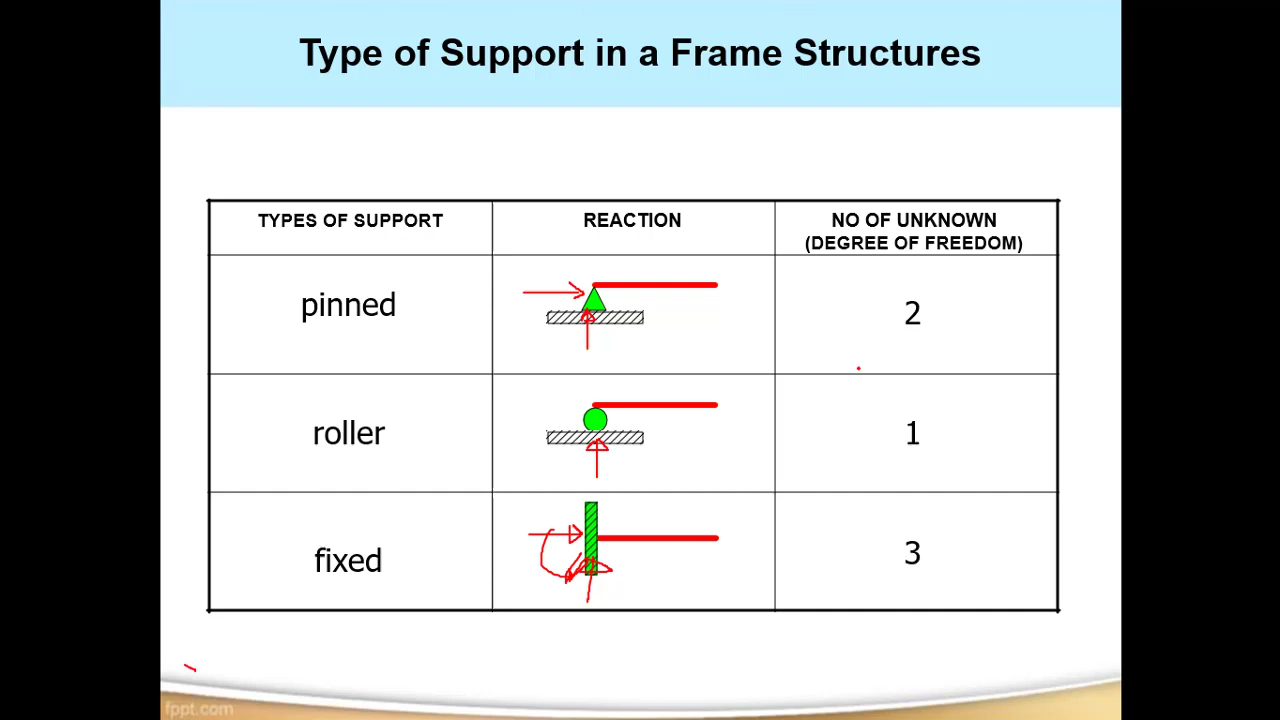 Type of Support in a Frame Structures
TYPES OF SUPPORT
REACTION
NO OF UNKNOWN
(DEGREE OF FREEDOM)
pinned
2
roller
1
fixed
3
fppt.com